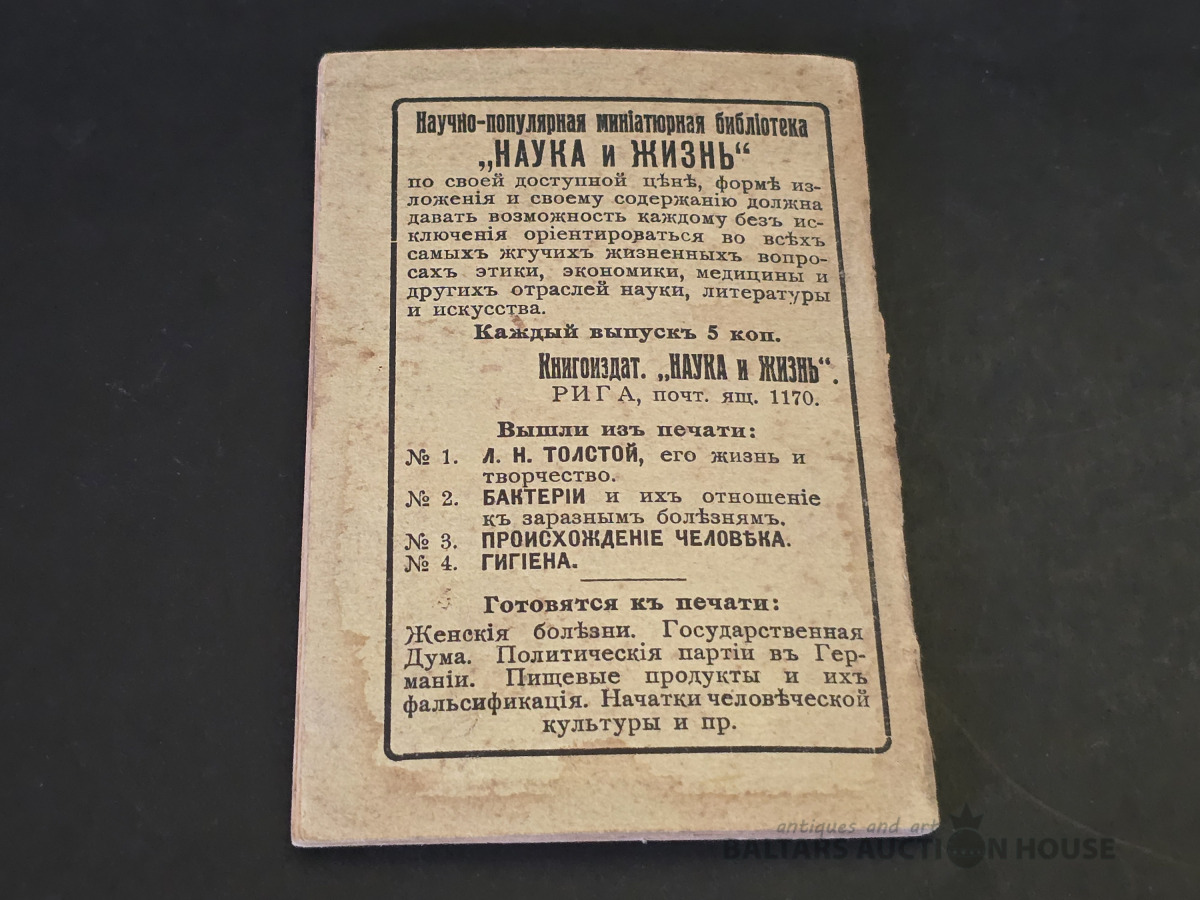 Научно-популярная миніатюрная библіотека
„НАУКА и ЖИЗНЬ“
по своей доступной цѣнѣ, формѣ из-
ложенія и своему содержанію должна
давать возможность каждому безъ ис-
ключенія оріентироваться во всѣхъ
самыхъ жгучихъ жизненныхъ вопро-
сахъ этики, экономики, медицины и
другихъ отраслей науки, литературы
и искусства.
Каждый выпускъ 5 коп.
Книгоиздат. „НАУКА и ЖИЗНЬ“.
РИГА, почт. ящ. 1170.
Вышли изъ печати:
№ 1. Л. Н. ТОЛСТОЙ, его жизнь и
творчество.
№ 2. БАКТЕРІИ и ихъ отношеніе
къ заразнымъ болѣзнямъ.
№ 3. ПРОИСХОЖДЕНІЕ ЧЕЛОВѢКА.
№ 4. ГИГІЕНА.
Готовятся къ печати:
Женскія болѣзни. Государственная
Дума. Политическія партіи въ Гер-
маніи. Пищевые продукты и ихъ
фальсификація. Начатки человѣческой
культуры и пр.
antiques and art
BALTARS AUCTION HOUSE